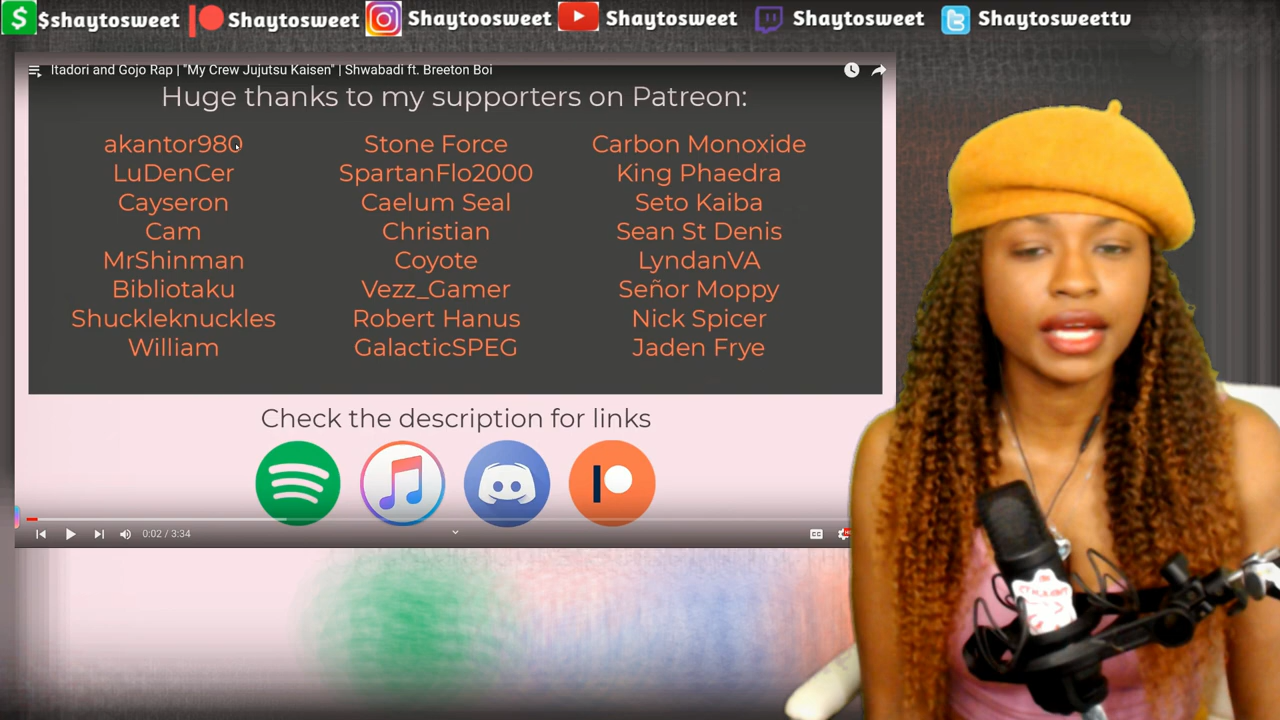 $shaytosweet Shaytosweet Shaytoosweet Shaytosweet Shaytosweet Shaytosweettv
Itadori and Gojo Rap | "My Crew Jujutsu Kaisen" | Shwabadi ft. Breeton Boi
Huge thanks to my supporters on Patreon:
akantor980 Stone Force Carbon Monoxide
LuDenCer SpartanFlo2000 King Phaedra
Cayseron Caelum Seal Seto Kaiba
Cam Christian Sean St Denis
MrShinman Coyote LyndanVA
Bibliotaku Vezz_Gamer Señor Moppy
Shuckleknuckles Robert Hanus Nick Spicer
William GalacticSPEG Jaden Frye
Check the description for links
0:02 / 3:34